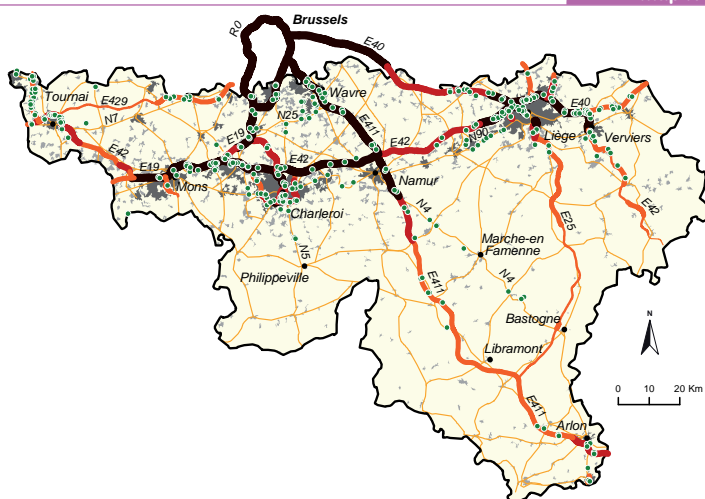 Brussels
R0
E40
Tournai
E429
N7
Wavre
N25
E19
E411
E42
N90
E40
Liège
Verviers
E42
E19
E42
Mons
Namur
Charleroi
N4
E25
E42
N5
Marche-en
Famenne
Philippeville
E411
N4
Bastogne
N
Libramont
0 10 20 Km
E411
Arlon